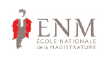 ENM
ÉCOLE NATIONALE
de la MAGISTRATURE